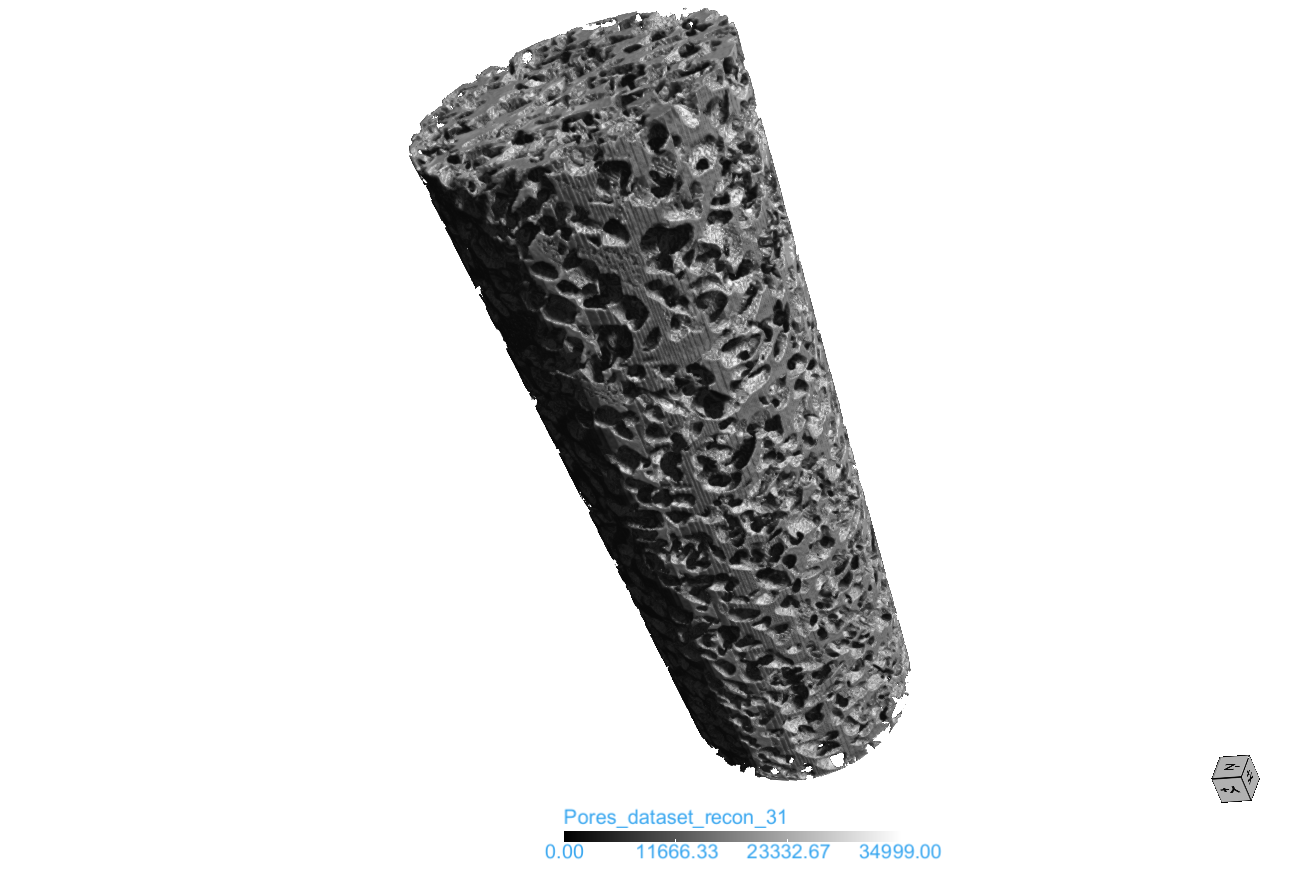 Pores_dataset_recon_31
0.00 11666.33 23332.67 34999.00
-Z
+Y